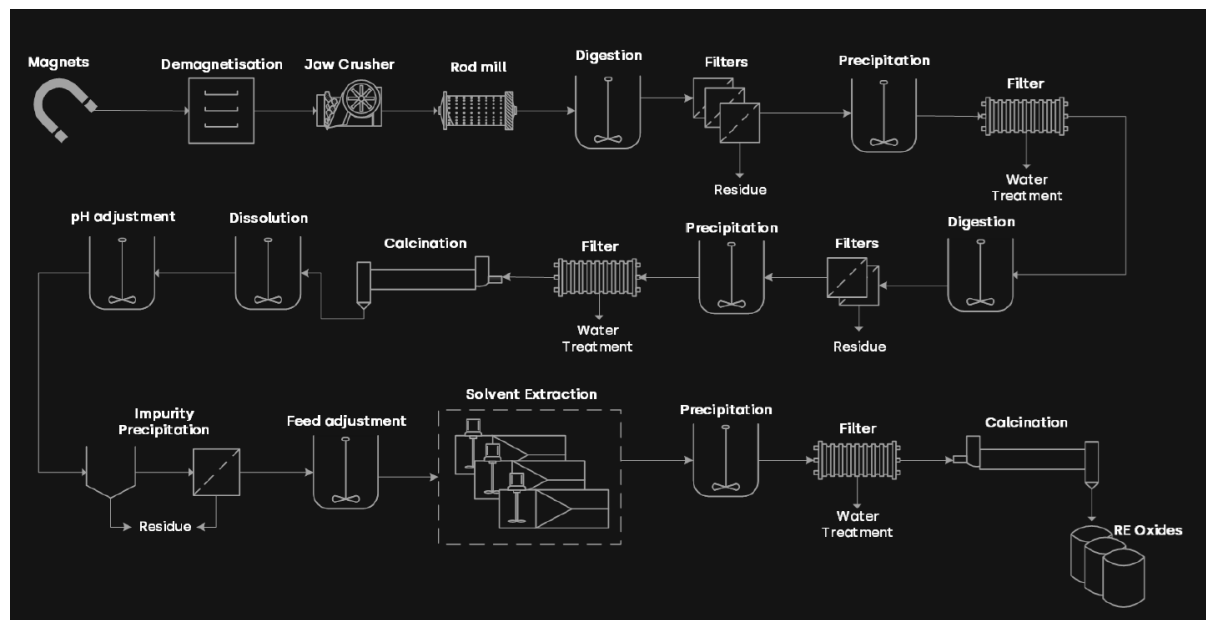 Magnets
Demagnetisation
Jaw Crusher
Rod mill
Digestion
Filters
Precipitation
Filter
Residue
Water
Treatment
pH adjustment
Dissolution
Calcination
Filter
Precipitation
Filters
Digestion
Water
Treatment
Residue
Impurity
Precipitation
Feed adjustment
Solvent Extraction
Precipitation
Filter
Calcination
Residue
Water
Treatment
RE Oxides